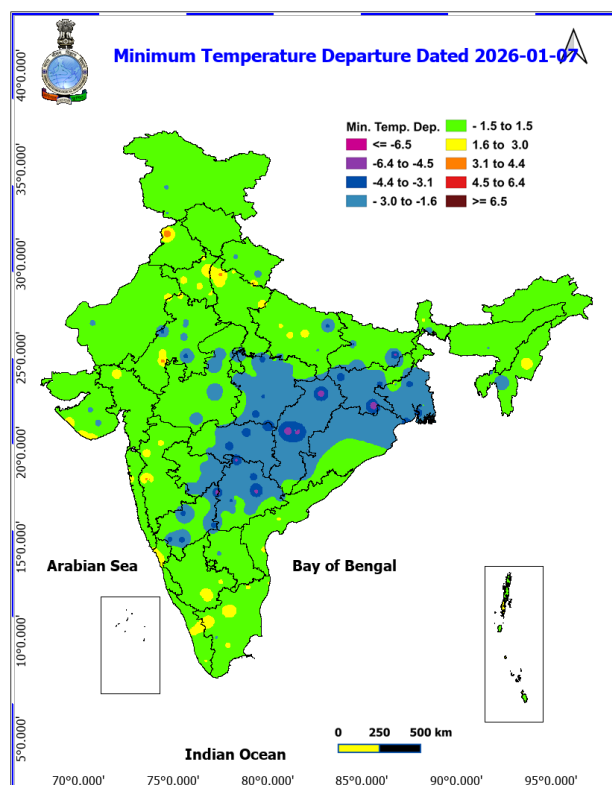 Minimum Temperature Departure Dated 2026-01-07
Min. Temp. Dep.
<= -6.5
-6.4 to -4.5
-4.4 to -3.1
- 3.0 to -1.6
- 1.5 to 1.5
1.6 to 3.0
3.1 to 4.4
4.5 to 6.4
>= 6.5
40°0.000'
35°0.000'
30°0.000'
25°0.000'
20°0.000'
15°0.000'
10°0.000'
5°0.000'
Arabian Sea
Bay of Bengal
Indian Ocean
0 250 500 km
70°0.000' 75°0.000' 80°0.000' 85°0.000' 90°0.000' 95°0.000'